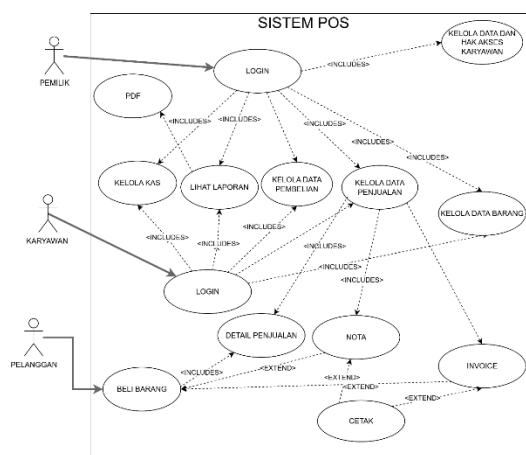 SISTEM POS
KELOLA DATA DAN
HAK AKSES
KARYAWAN
LOGIN
<INCLUDES>
PEMILIK
PDF
<INCLUDES>
<INCLUDES>
<INCLUDES>
<INCLUDES>
<INCLUDES>
KELOLA KAS
LIHAT LAPORAN
KELOLA DATA
PEMBELIAN
KELOLA DATA
PENJUALAN
KELOLA DATA BARANG
KARYAWAN
<INCLUDES>
<INCLUDES>
<INCLUDES>
<INCLUDES>
<INCLUDES>
LOGIN
<INCLUDES>
<INCLUDES>
PELANGGAN
DETAIL PENJUALAN
NOTA
INVOICE
BELI BARANG
<INCLUDES>
<EXTEND>
<EXTEND>
<EXTEND>
<EXTEND>
CETAK